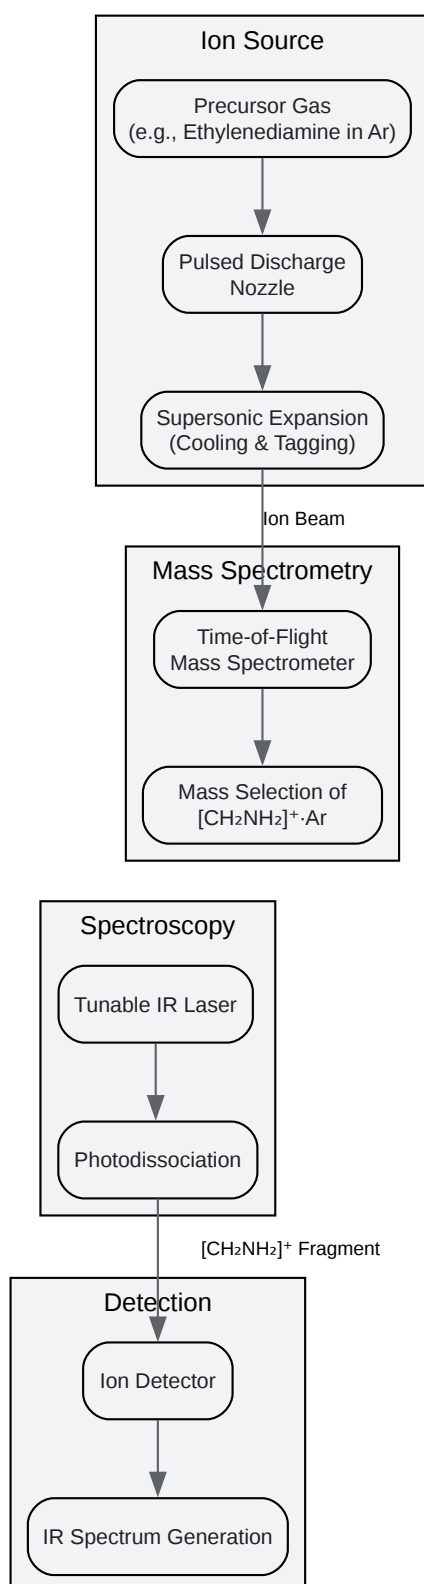 Ion Source
Precursor Gas
(e.g., Ethylenediamine in Ar)
Pulsed Discharge
Nozzle
Supersonic Expansion
(Cooling & Tagging)
Ion Beam
Mass Spectrometry
Time-of-Flight
Mass Spectrometer
Mass Selection of
[CH₂NH₂]⁺·Ar
Spectroscopy
Tunable IR Laser
Photodissociation
[CH₂NH₂]⁺ Fragment
Detection
Ion Detector
IR Spectrum Generation